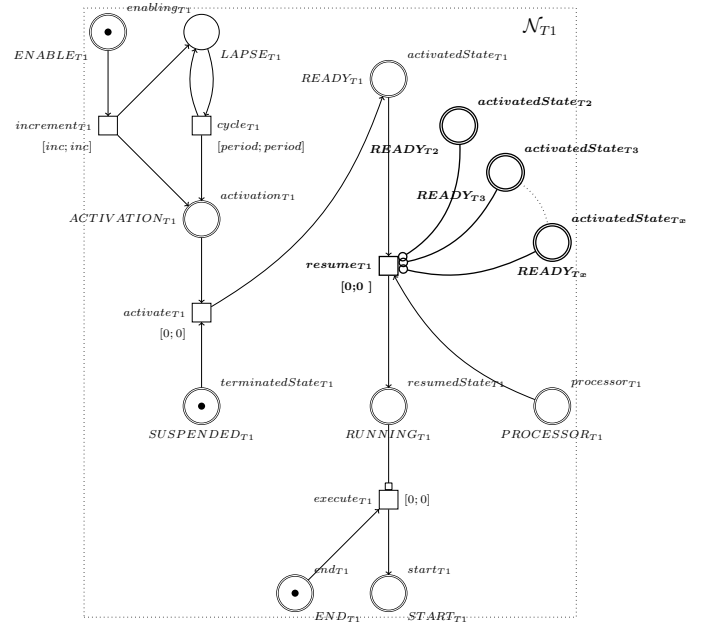 enabling_T1
𝒩_T1
ENABLE_T1
LAPSE_T1
activatedState_T1
READY_T1
activatedState_T2
increment_T1
cycle_T1
[inc; inc]
[period; period]
READY_T2
activatedState_T3
READY_T3
activation_T1
ACTIVATION_T1
activatedState_Tx
resume_T1
READY_Tx
[0;0 ]
activate_T1
[0; 0]
terminatedState_T1
resumedState_T1
processor_T1
SUSPENDED_T1
RUNNING_T1
PROCESSOR_T1
execute_T1
[0; 0]
end_T1
start_T1
END_T1
START_T1